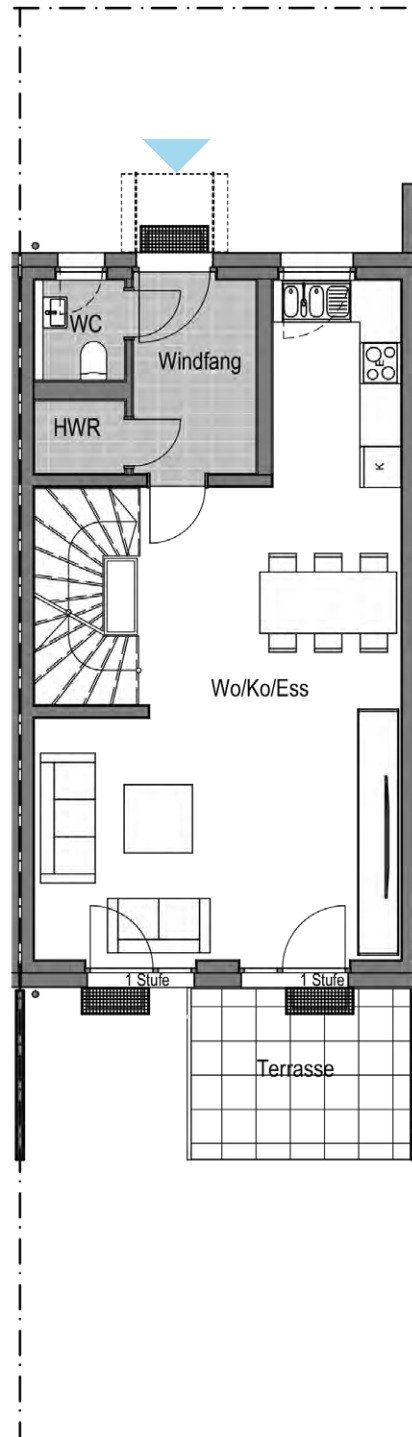 WC
Windfang
HWR
E
K
Wo/Ko/Ess
1 Stufe
1 Stufe
Terrasse